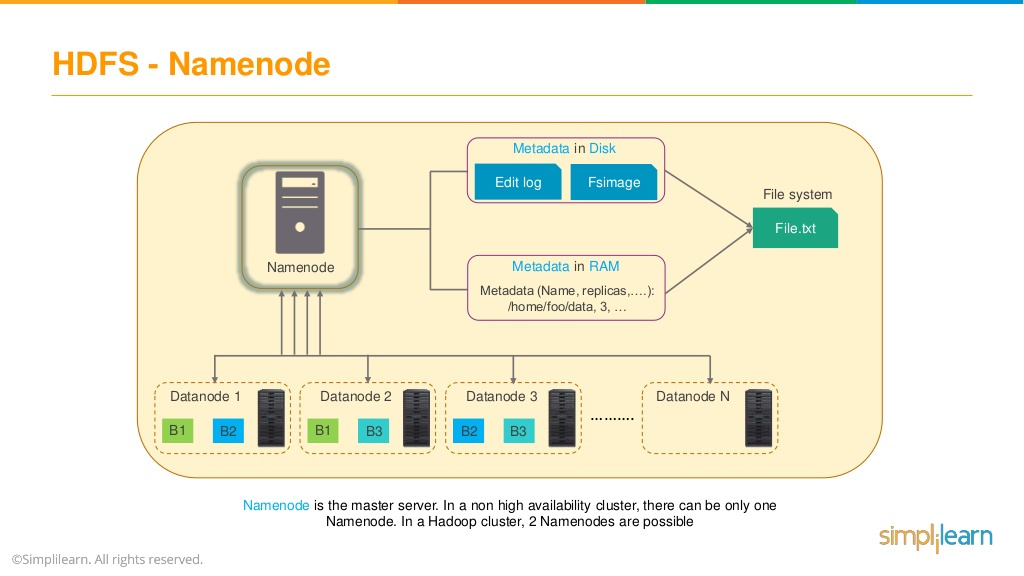 HDFS - Namenode
Metadata in Disk
Edit log
Fsimage
File system
File.txt
Namenode
Metadata in RAM
Metadata (Name, replicas,….):
/home/foo/data, 3, …
Datanode 1
B1
B2
Datanode 2
B1
B3
Datanode 3
B2
B3
……….
Datanode N
Namenode is the master server. In a non high availability cluster, there can be only one
Namenode. In a Hadoop cluster, 2 Namenodes are possible
simplilearn
©Simplilearn. All rights reserved.